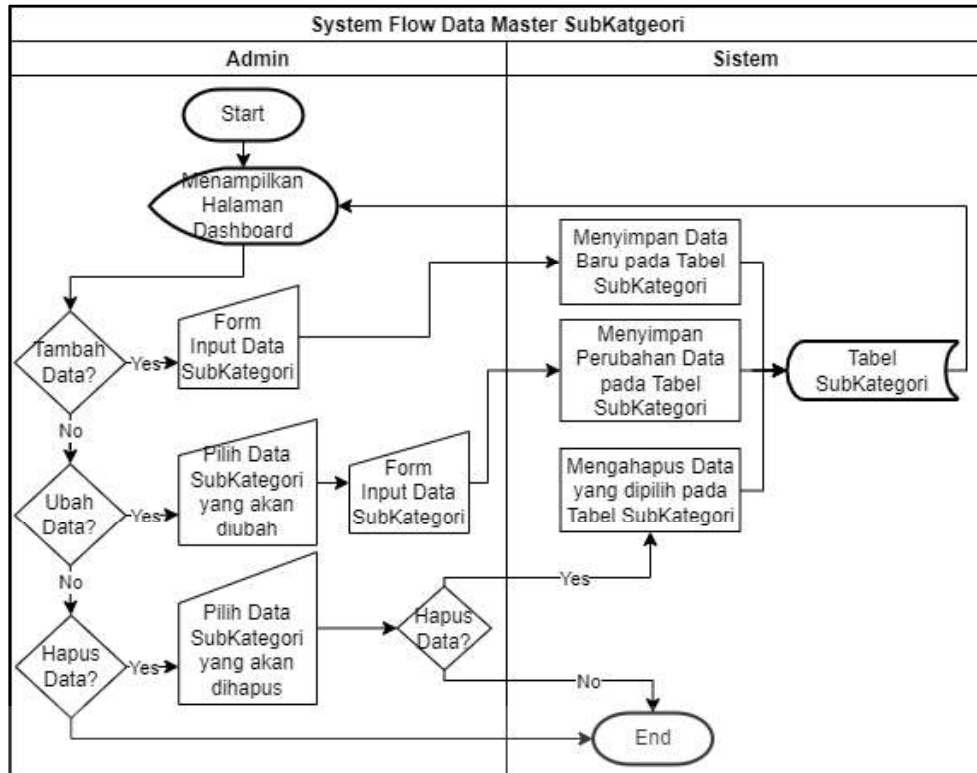 System Flow Data Master SubKatgeori
Admin
Sistem
Start
Menampilkan
Halaman
Dashboard
Menyimpan Data
Baru pada Tabel
SubKategori
Tambah
Data?
Yes
Form
Input Data
SubKategori
Menyimpan
Perubahan Data
pada Tabel
SubKategori
Tabel
SubKategori
No
Ubah
Data?
Yes
Pilih Data
SubKategori
yang akan
diubah
Form
Input Data
SubKategori
Mengahapus Data
yang dipilih pada
Tabel SubKategori
No
Hapus
Data?
Yes
Pilih Data
SubKategori
yang akan
dihapus
Hapus
Data?
Yes
No
End